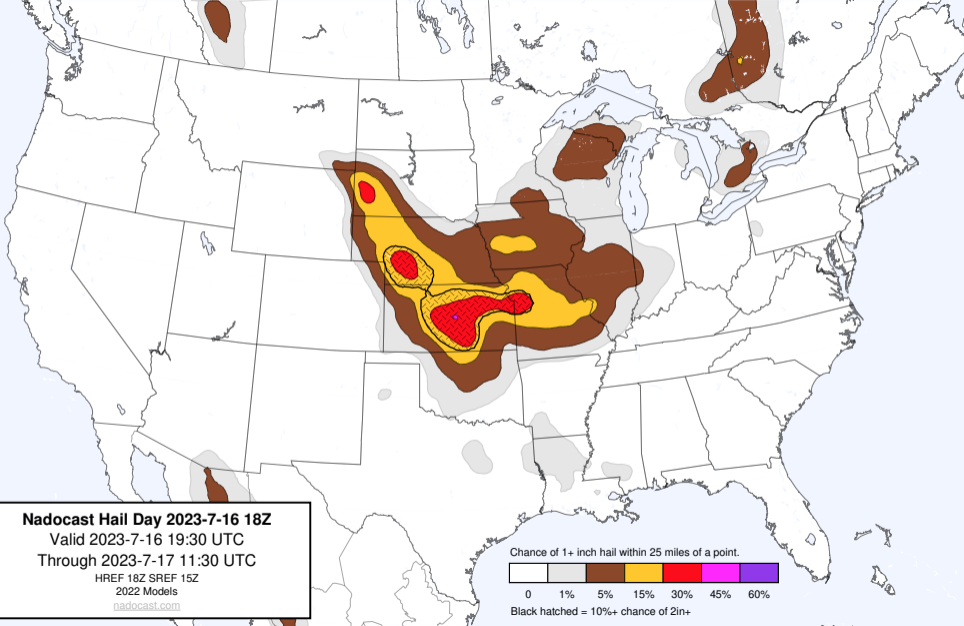 Nadocast Hail Day 2023-7-16 18Z
Valid 2023-7-16 19:30 UTC
Through 2023-7-17 11:30 UTC
HREF 18Z SREF 15Z
2022 Models
nadocast.com
Chance of 1+ inch hail within 25 miles of a point.
0 1% 5% 15% 30% 45% 60%
Black hatched = 10%+ chance of 2in+